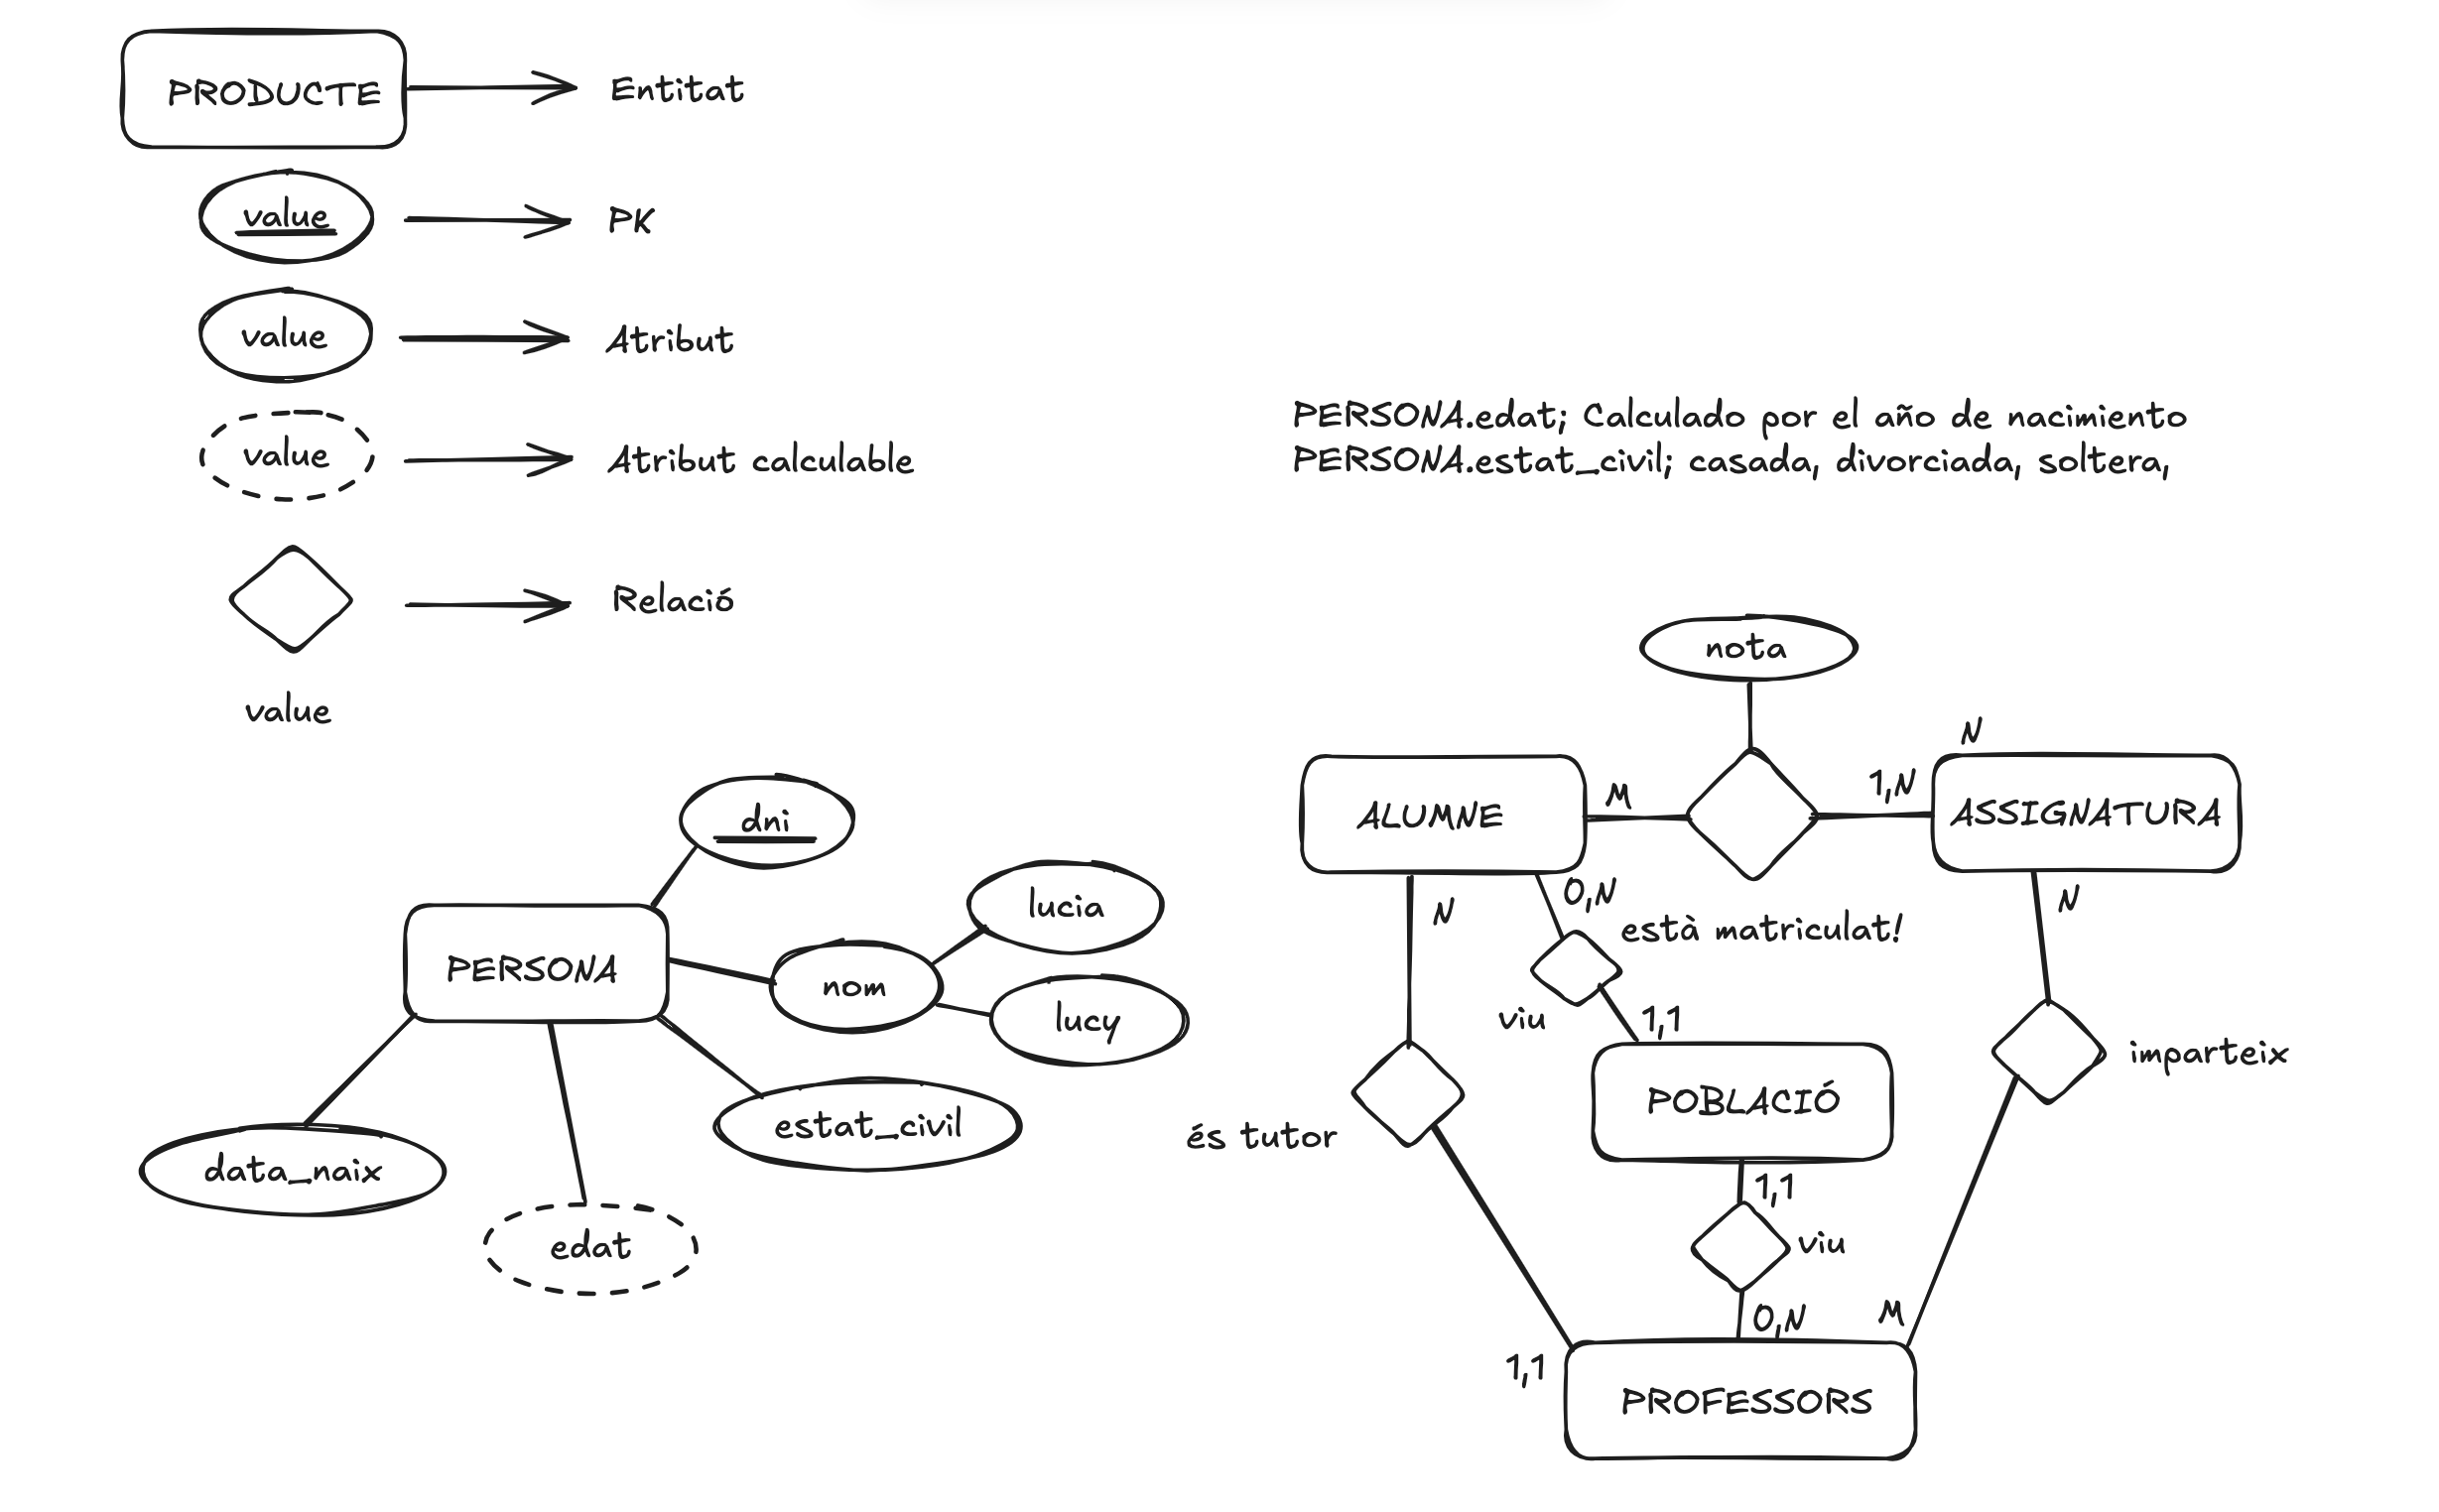 PRODUCTE
Entitat
value
PK
value
Atribut
value
Atribut calculable
Relació
value
PERSONA.edat; Calculado por el año de nacimiento
PERSONA.estat_civil; casada, divorciada, soltera,
dni
PERSONA
nom
lucia
lucy
estat_civil
data_naix
edat
nota
N
ALUMNE
M
1,N
ASSIGNATURA
N
0,N
N
està matriculat!
viu
1,1
imparteix
POBLACIÓ
és tutor
1,1
viu
0,N
M
1,1
PROFESSORS